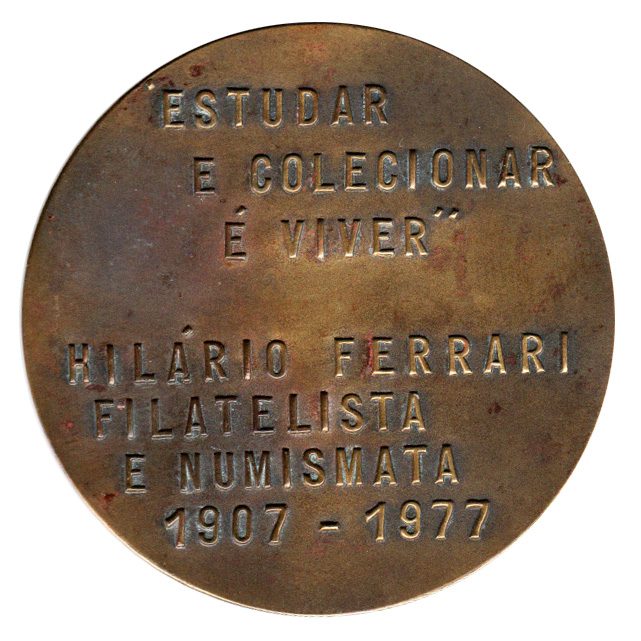 "ESTUDAR
E COLECIONAR
É VIVER"
HILÁRIO FERRARI
FILATELISTA
E NUMISMATA
1907 - 1977